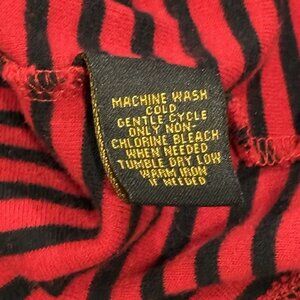 MACHINE WASH
COLD
GENTLE CYCLE
ONLY NON-
CHLORINE BLEACH
WHEN NEEDED
TUMBLE DRY LOW
WARM IRON
IF NEEDED